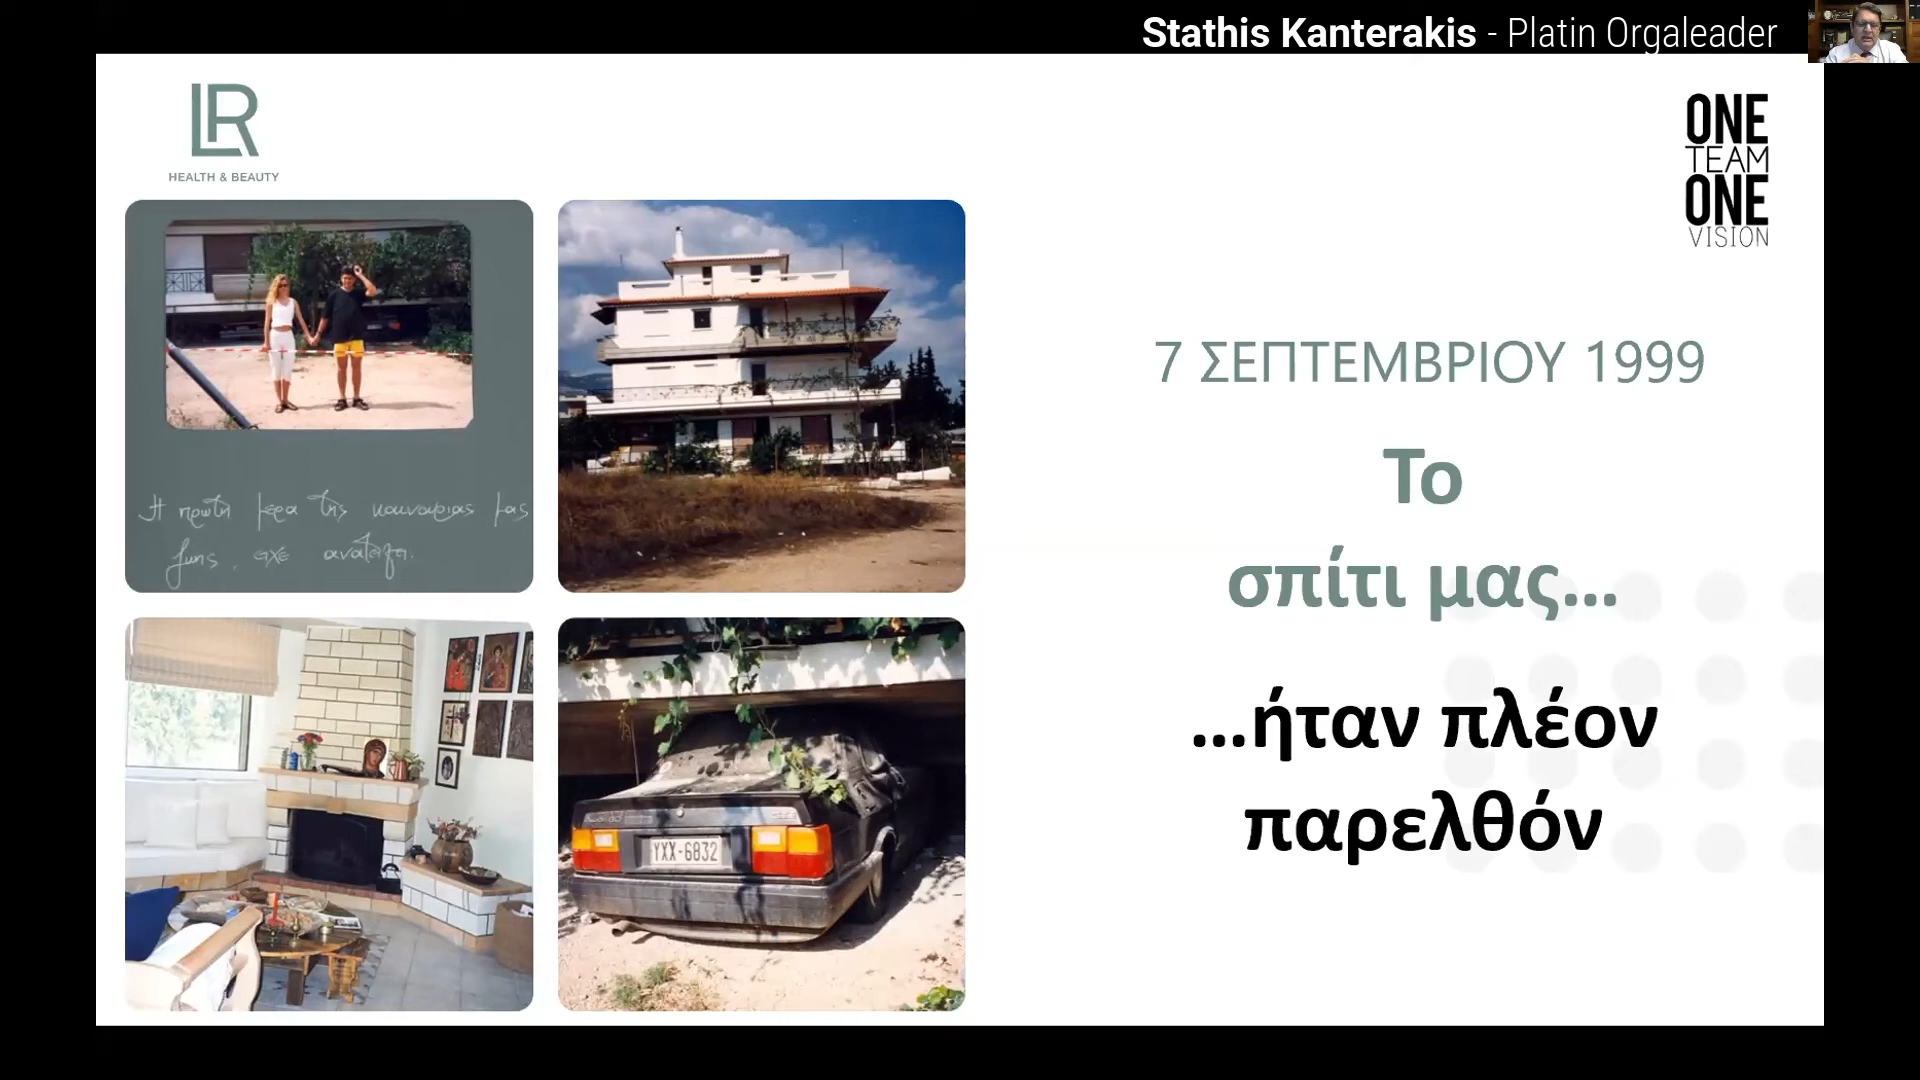 Stathis Kanterakis - Platin Orgaleader
LR
HEALTH & BEAUTY
ONE
TEAM
ONE
VISION
Η πρώτη μέρα της καινούριας μας
ζωής,
7 ΣΕΠΤΕΜΒΡΙΟΥ 1999
Το
σπίτι μας...
...ήταν πλέον
παρελθόν
YXX-6832